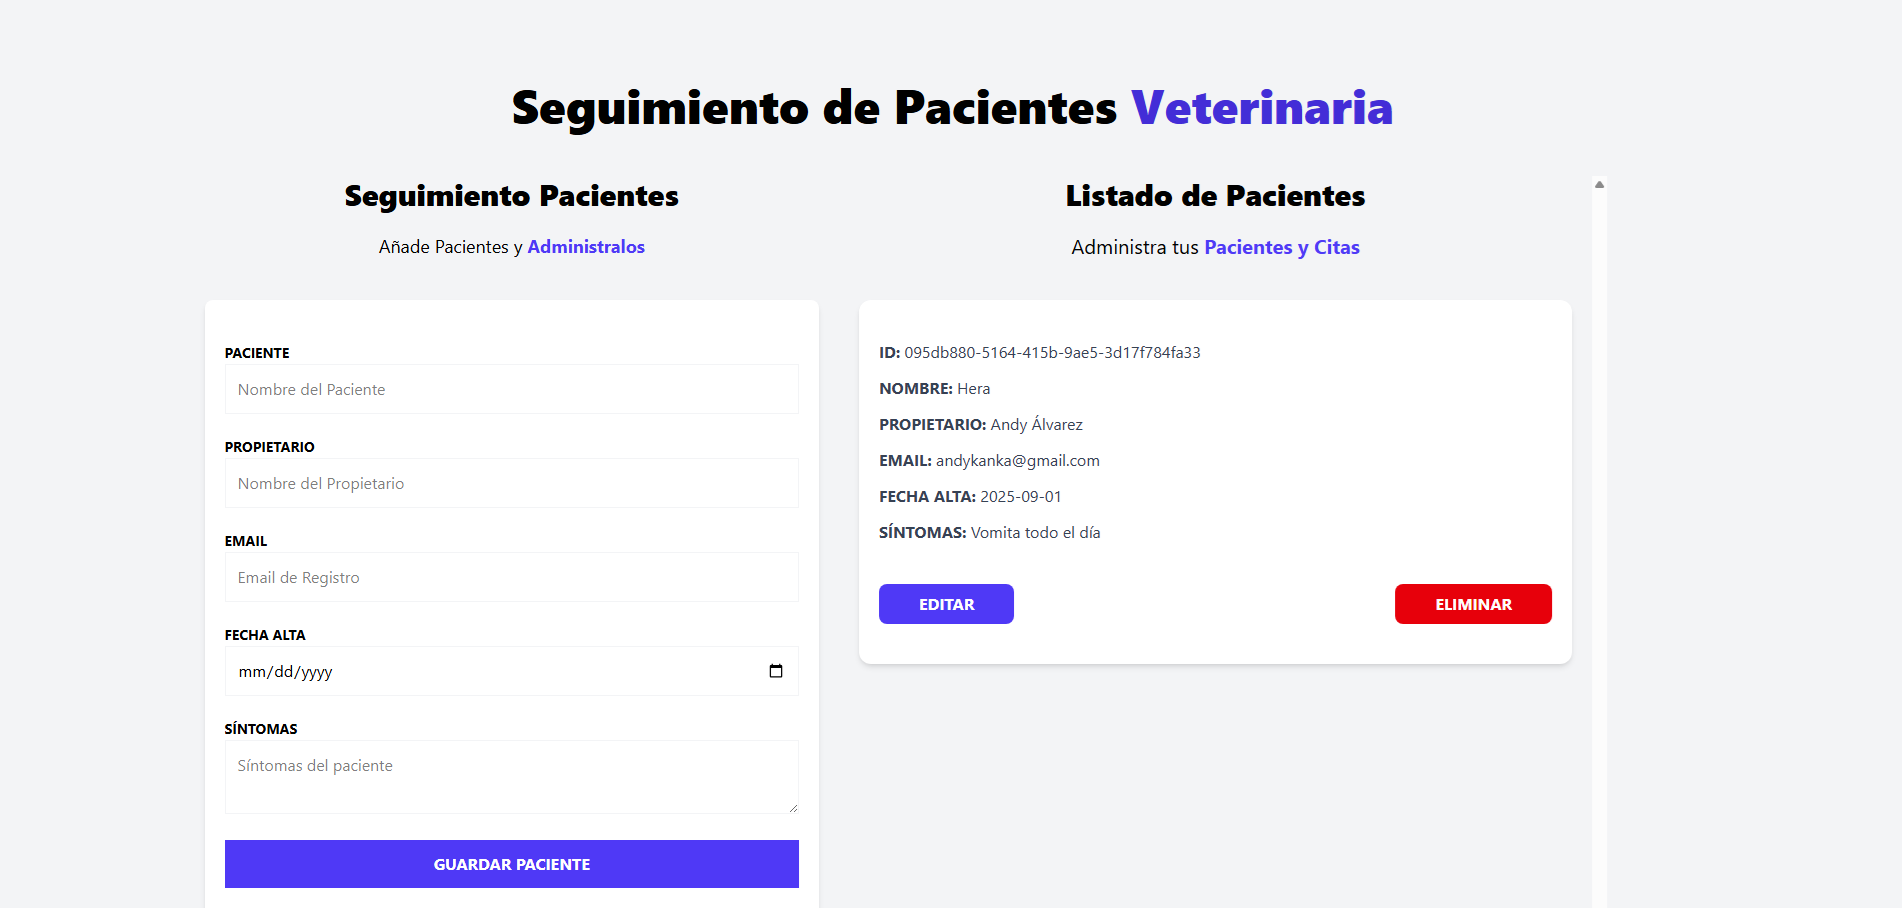 Seguimiento de Pacientes Veterinaria
Seguimiento Pacientes
Añade Pacientes y Administralos
PACIENTE
Nombre del Paciente
PROPIETARIO
Nombre del Propietario
EMAIL
Email de Registro
FECHA ALTA
mm/dd/yyyy
SÍNTOMAS
Síntomas del paciente
GUARDAR PACIENTE
Listado de Pacientes
Administra tus Pacientes y Citas
ID: 095db880-5164-415b-9ae5-3d17f784fa33
NOMBRE: Hera
PROPIETARIO: Andy Álvarez
EMAIL: andykanka@gmail.com
FECHA ALTA: 2025-09-01
SÍNTOMAS: Vomita todo el día
EDITAR
ELIMINAR